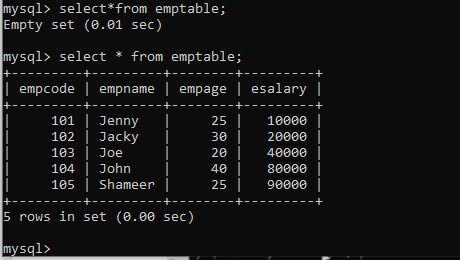 mysql> select*from emptable;
Empty set (0.01 sec)
mysql> select * from emptable;
+---------+----------+--------+---------+
| empcode | empname | empage | esalary |
+---------+----------+--------+---------+
| 101 | Jenny | 25 | 10000 |
| 102 | Jacky | 30 | 20000 |
| 103 | Joe | 20 | 40000 |
| 104 | John | 40 | 80000 |
| 105 | Shameer | 25 | 90000 |
+---------+----------+--------+---------+
5 rows in set (0.00 sec)
mysql>